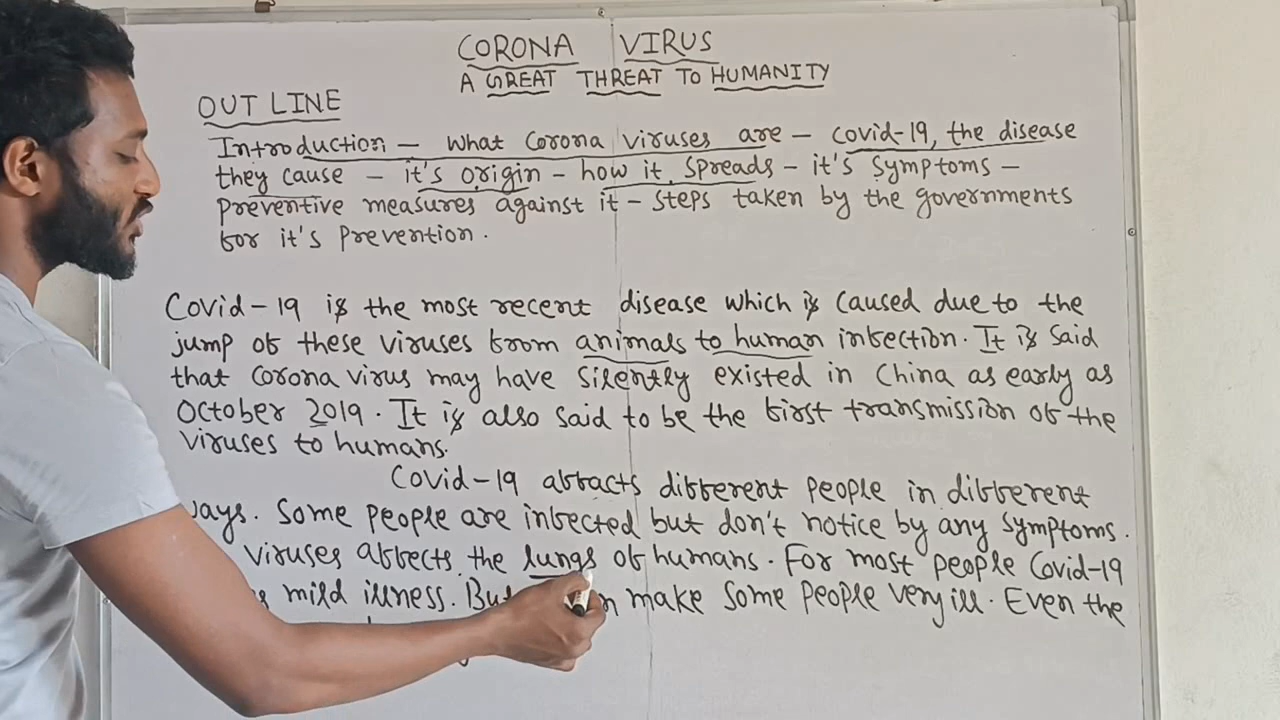 CORONA VIRUS
A GREAT THREAT TO HUMANITY
OUT LINE
Introduction - What Corona viruses are - covid-19, the disease
they cause - it's origin - how it spreads - it's symptoms -
preventive measures against it - steps taken by the governments
for it's prevention.
Covid-19 is the most recent disease which is caused due to the
jump of these viruses from animals to human infection. It is said
that Corona virus may have silently existed in China as early as
October 2019. It is also said to be the first transmission of the
viruses to humans.
Covid-19 affacts different people in different
ays. Some people are infected but don't notice by any symptoms.
viruses affects the lungs of humans. For most people Covid-19
mild illness. But make some people very ill. Even the